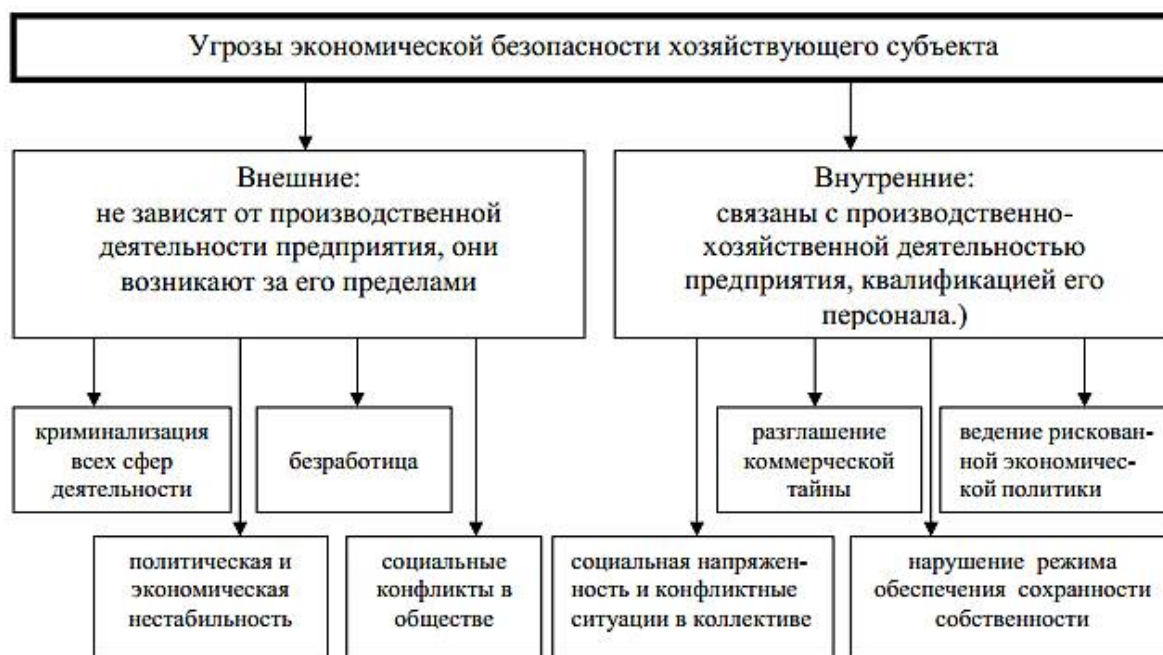 Угрозы экономической безопасности хозяйствующего субъекта
Внешние:
не зависят от производственной
деятельности предприятия, они
возникают за его пределами
Внутренние:
связаны с производственно-
хозяйственной деятельностью
предприятия, квалификацией его
персонала.)
криминализация
всех сфер
деятельности
безработица
разглашение
коммерческой
тайны
ведение рискован-
ной экономичес-
кой политики
политическая и
экономическая
нестабильность
социальные
конфликты в
обществе
социальная напряжен-
ность и конфликтные
ситуации в коллективе
нарушение режима
обеспечения сохранности
собственности